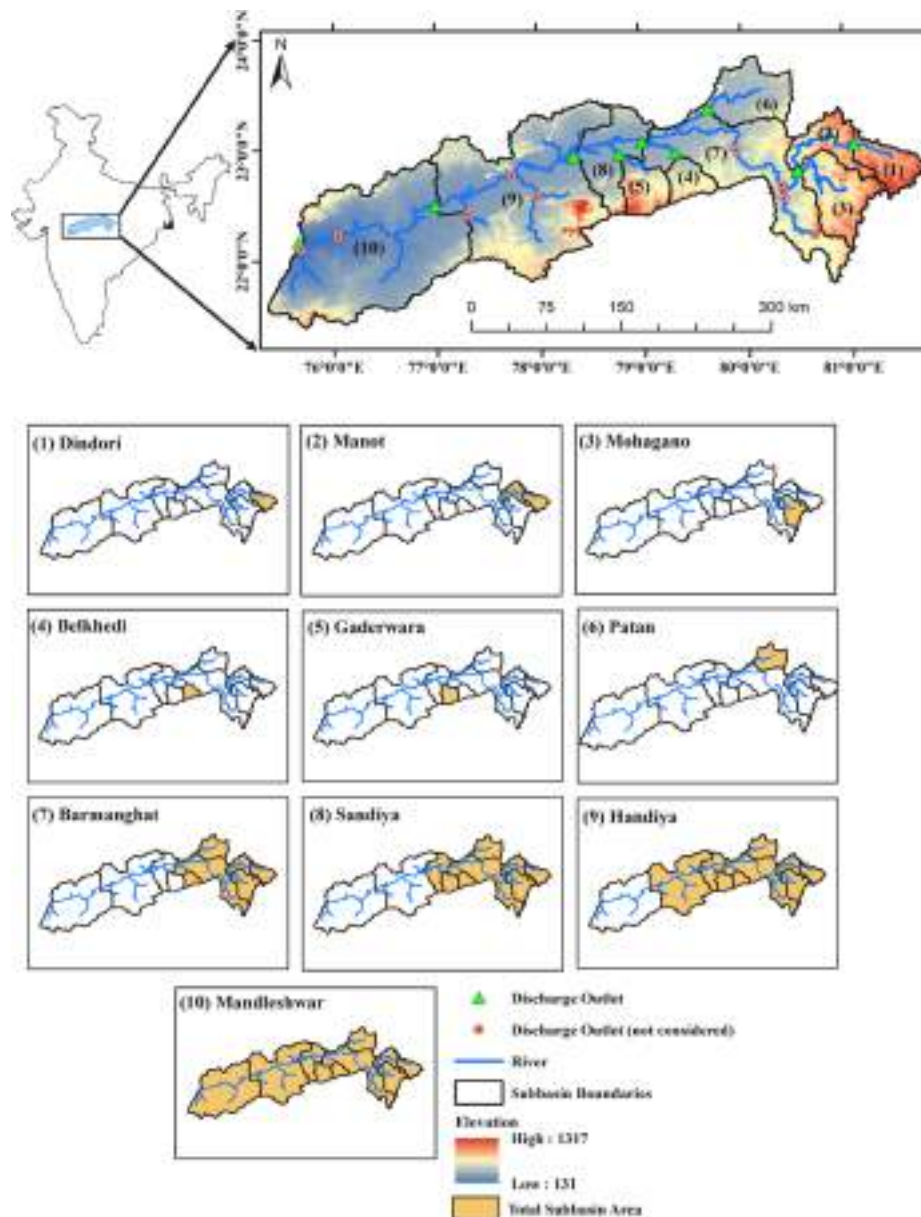 N
24°0'0"N
23°0'0"N
22°0'0"N
(6)
(2)
(1)
(7)
(8)
(4)
(5)
(3)
(9)
(10)
0 75 150 300 km
76°0'0"E 77°0'0"E 78°0'0"E 79°0'0"E 80°0'0"E 81°0'0"E
(1) Dindori
(2) Manot
(3) Mohagano
(4) Belkhedi
(5) Gaderwara
(6) Patan
(7) Barmanghat
(8) Sandiya
(9) Handiya
(10) Mandleshwar
Discharge Outlet
Discharge Outlet (not considered)
River
Subbasin Boundaries
Elevation
High : 1317
Low : 131
Total Subbasin Area